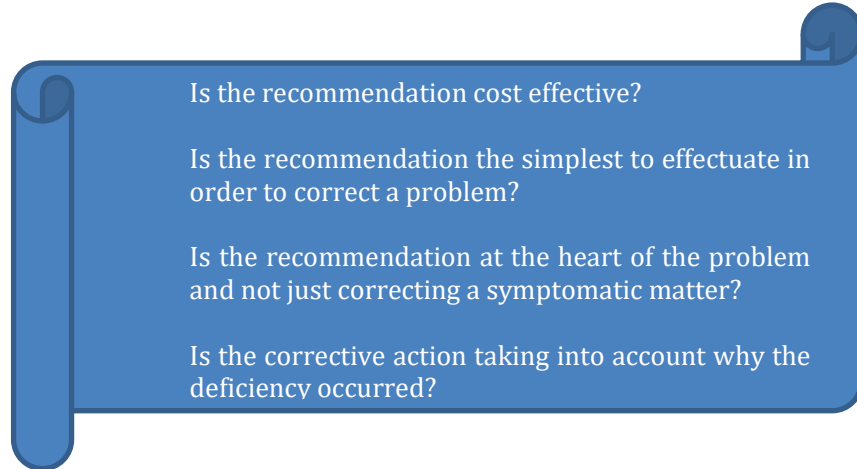 Is the recommendation cost effective?
Is the recommendation the simplest to effectuate in
order to correct a problem?
Is the recommendation at the heart of the problem
and not just correcting a symptomatic matter?
Is the corrective action taking into account why the
deficiency occurred?